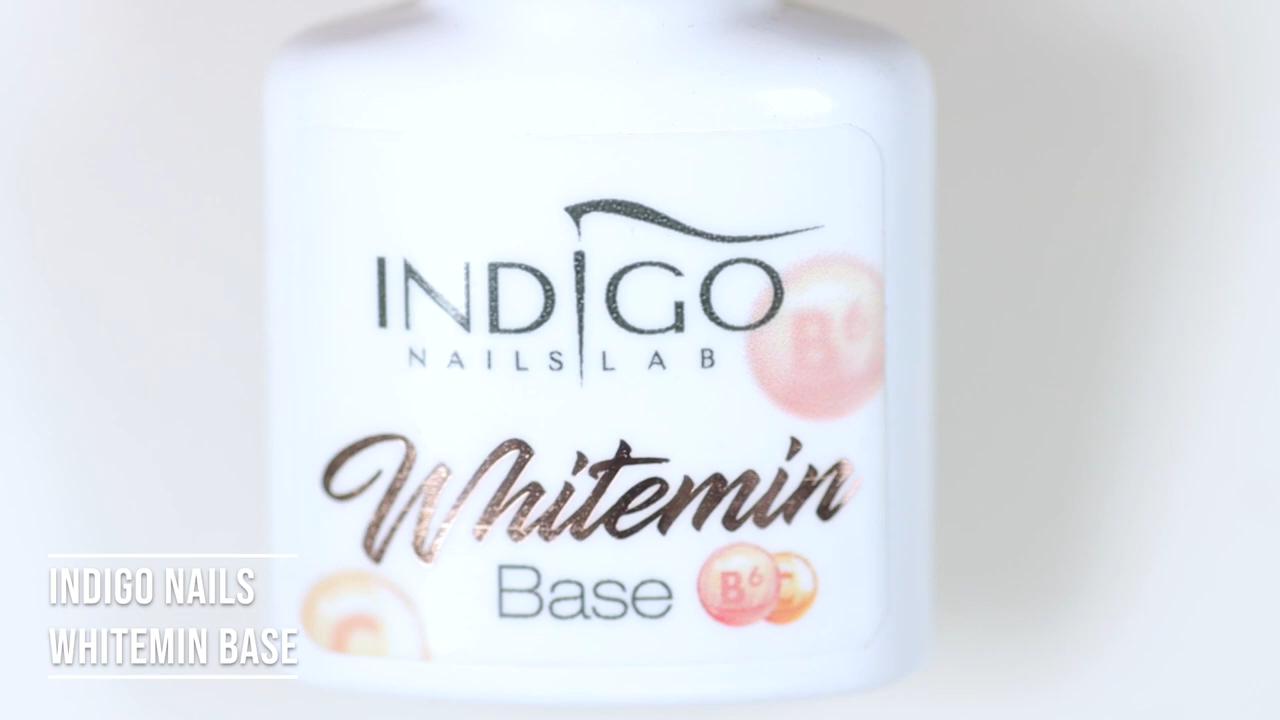 INDIGO
NAILS LAB
B6
Whitemin
Base B6
C
INDIGO NAILS
WHITEMIN BASE